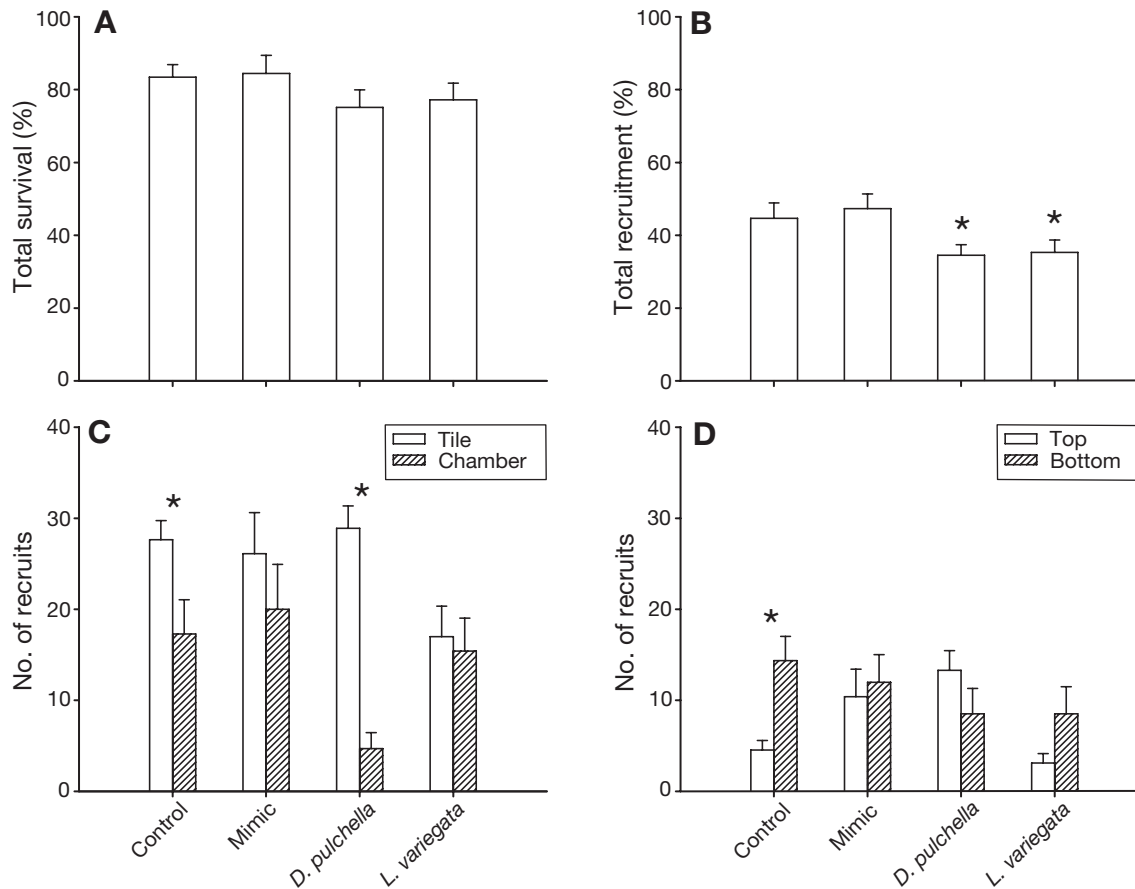 A
Total survival (%)
100
80
60
40
20
0
B
Total recruitment (%)
100
80
60
40
20
0
*
*
C
No. of recruits
40
30
20
10
0
Tile
Chamber
*
*
Control
Mimic
D. pulchella
L. variegata
D
No. of recruits
40
30
20
10
0
Top
Bottom
*
Control
Mimic
D. pulchella
L. variegata